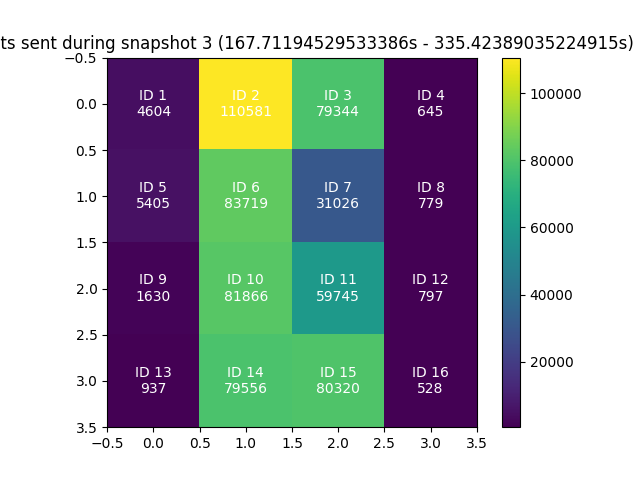 ts sent during snapshot 3 (167.71194529533386s - 335.42389035224915s)
−0.5
0.0
0.5
1.0
1.5
2.0
2.5
3.0
3.5
ID 1
4604
ID 2
110581
ID 3
79344
ID 4
645
ID 5
5405
ID 6
83719
ID 7
31026
ID 8
779
ID 9
1630
ID 10
81866
ID 11
59745
ID 12
797
ID 13
937
ID 14
79556
ID 15
80320
ID 16
528
−0.5 0.0 0.5 1.0 1.5 2.0 2.5 3.0 3.5
100000
80000
60000
40000
20000